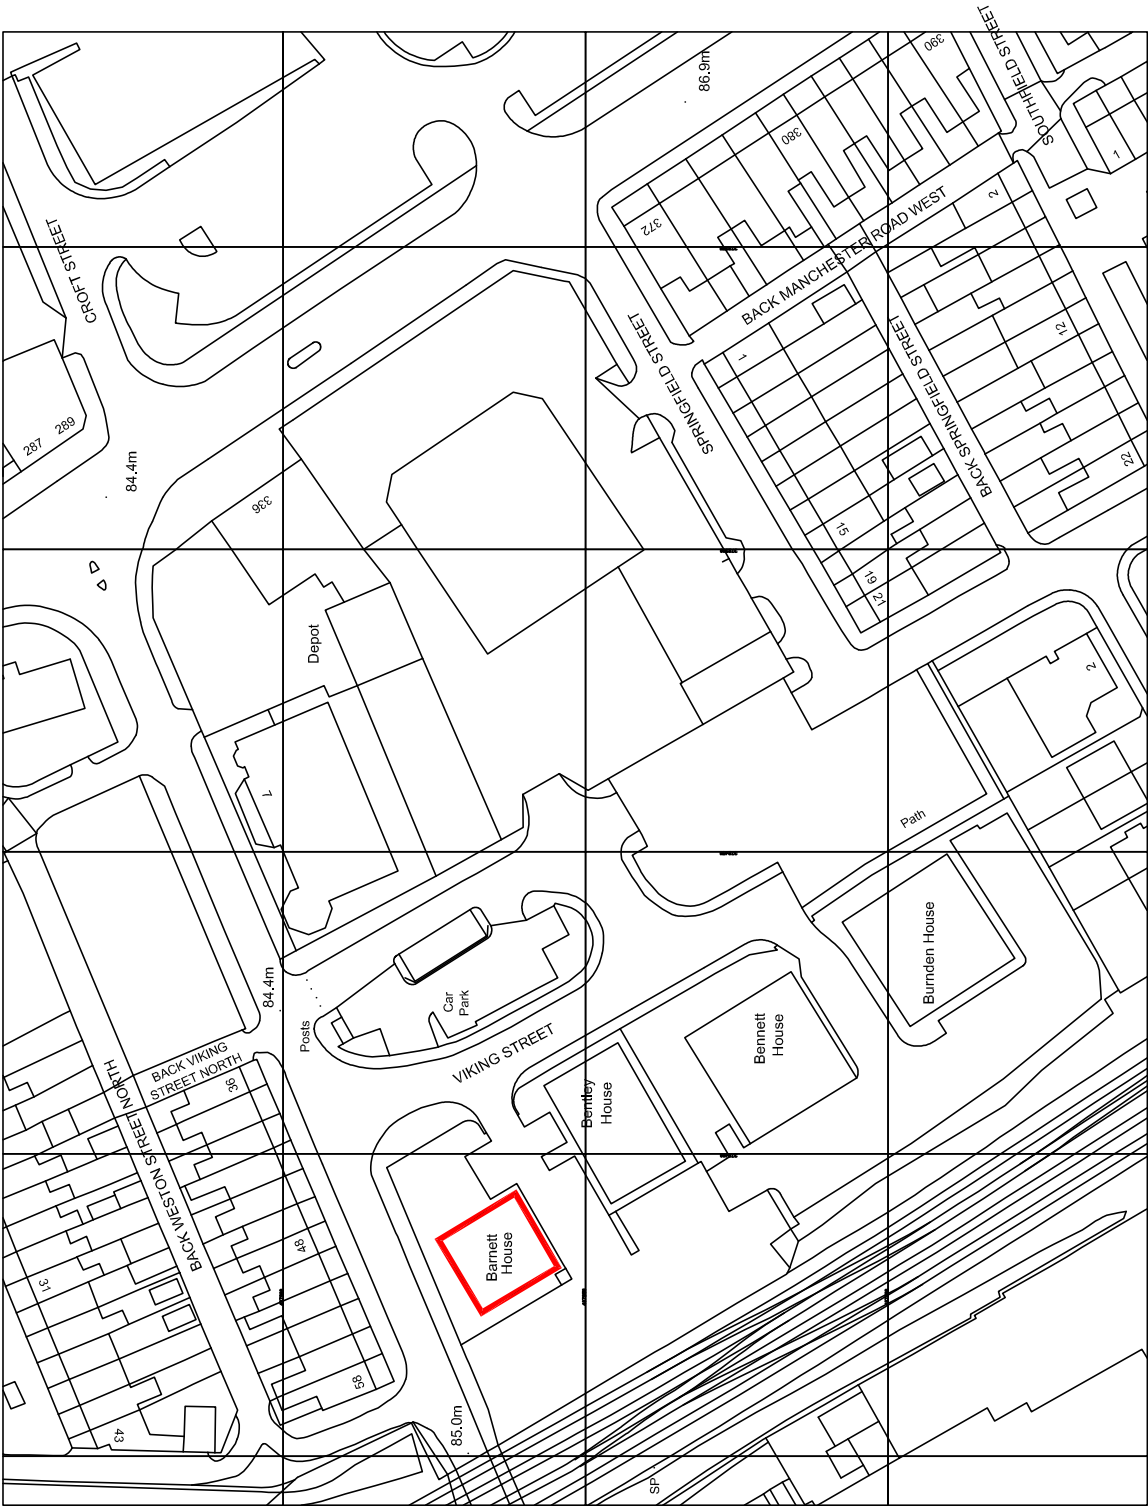 SOUTHFIELD STREET
390
86.9m
380
1
372
2
BACK MANCHESTER ROAD WEST
CROFT STREET
SPRINGFIELD STREET
BACK SPRINGFIELD STREET
12
1
287
289
84.4m
22
336
15
19
21
Depot
2
7
Path
84.4m
Burnden House
Car
Park
Posts
Bennett
House
VIKING STREET
BACK VIKING
STREET NORTH
36
Bentley
House
BACK WESTON STREET NORTH
48
Barnett
House
31
58
43
85.0m
SP